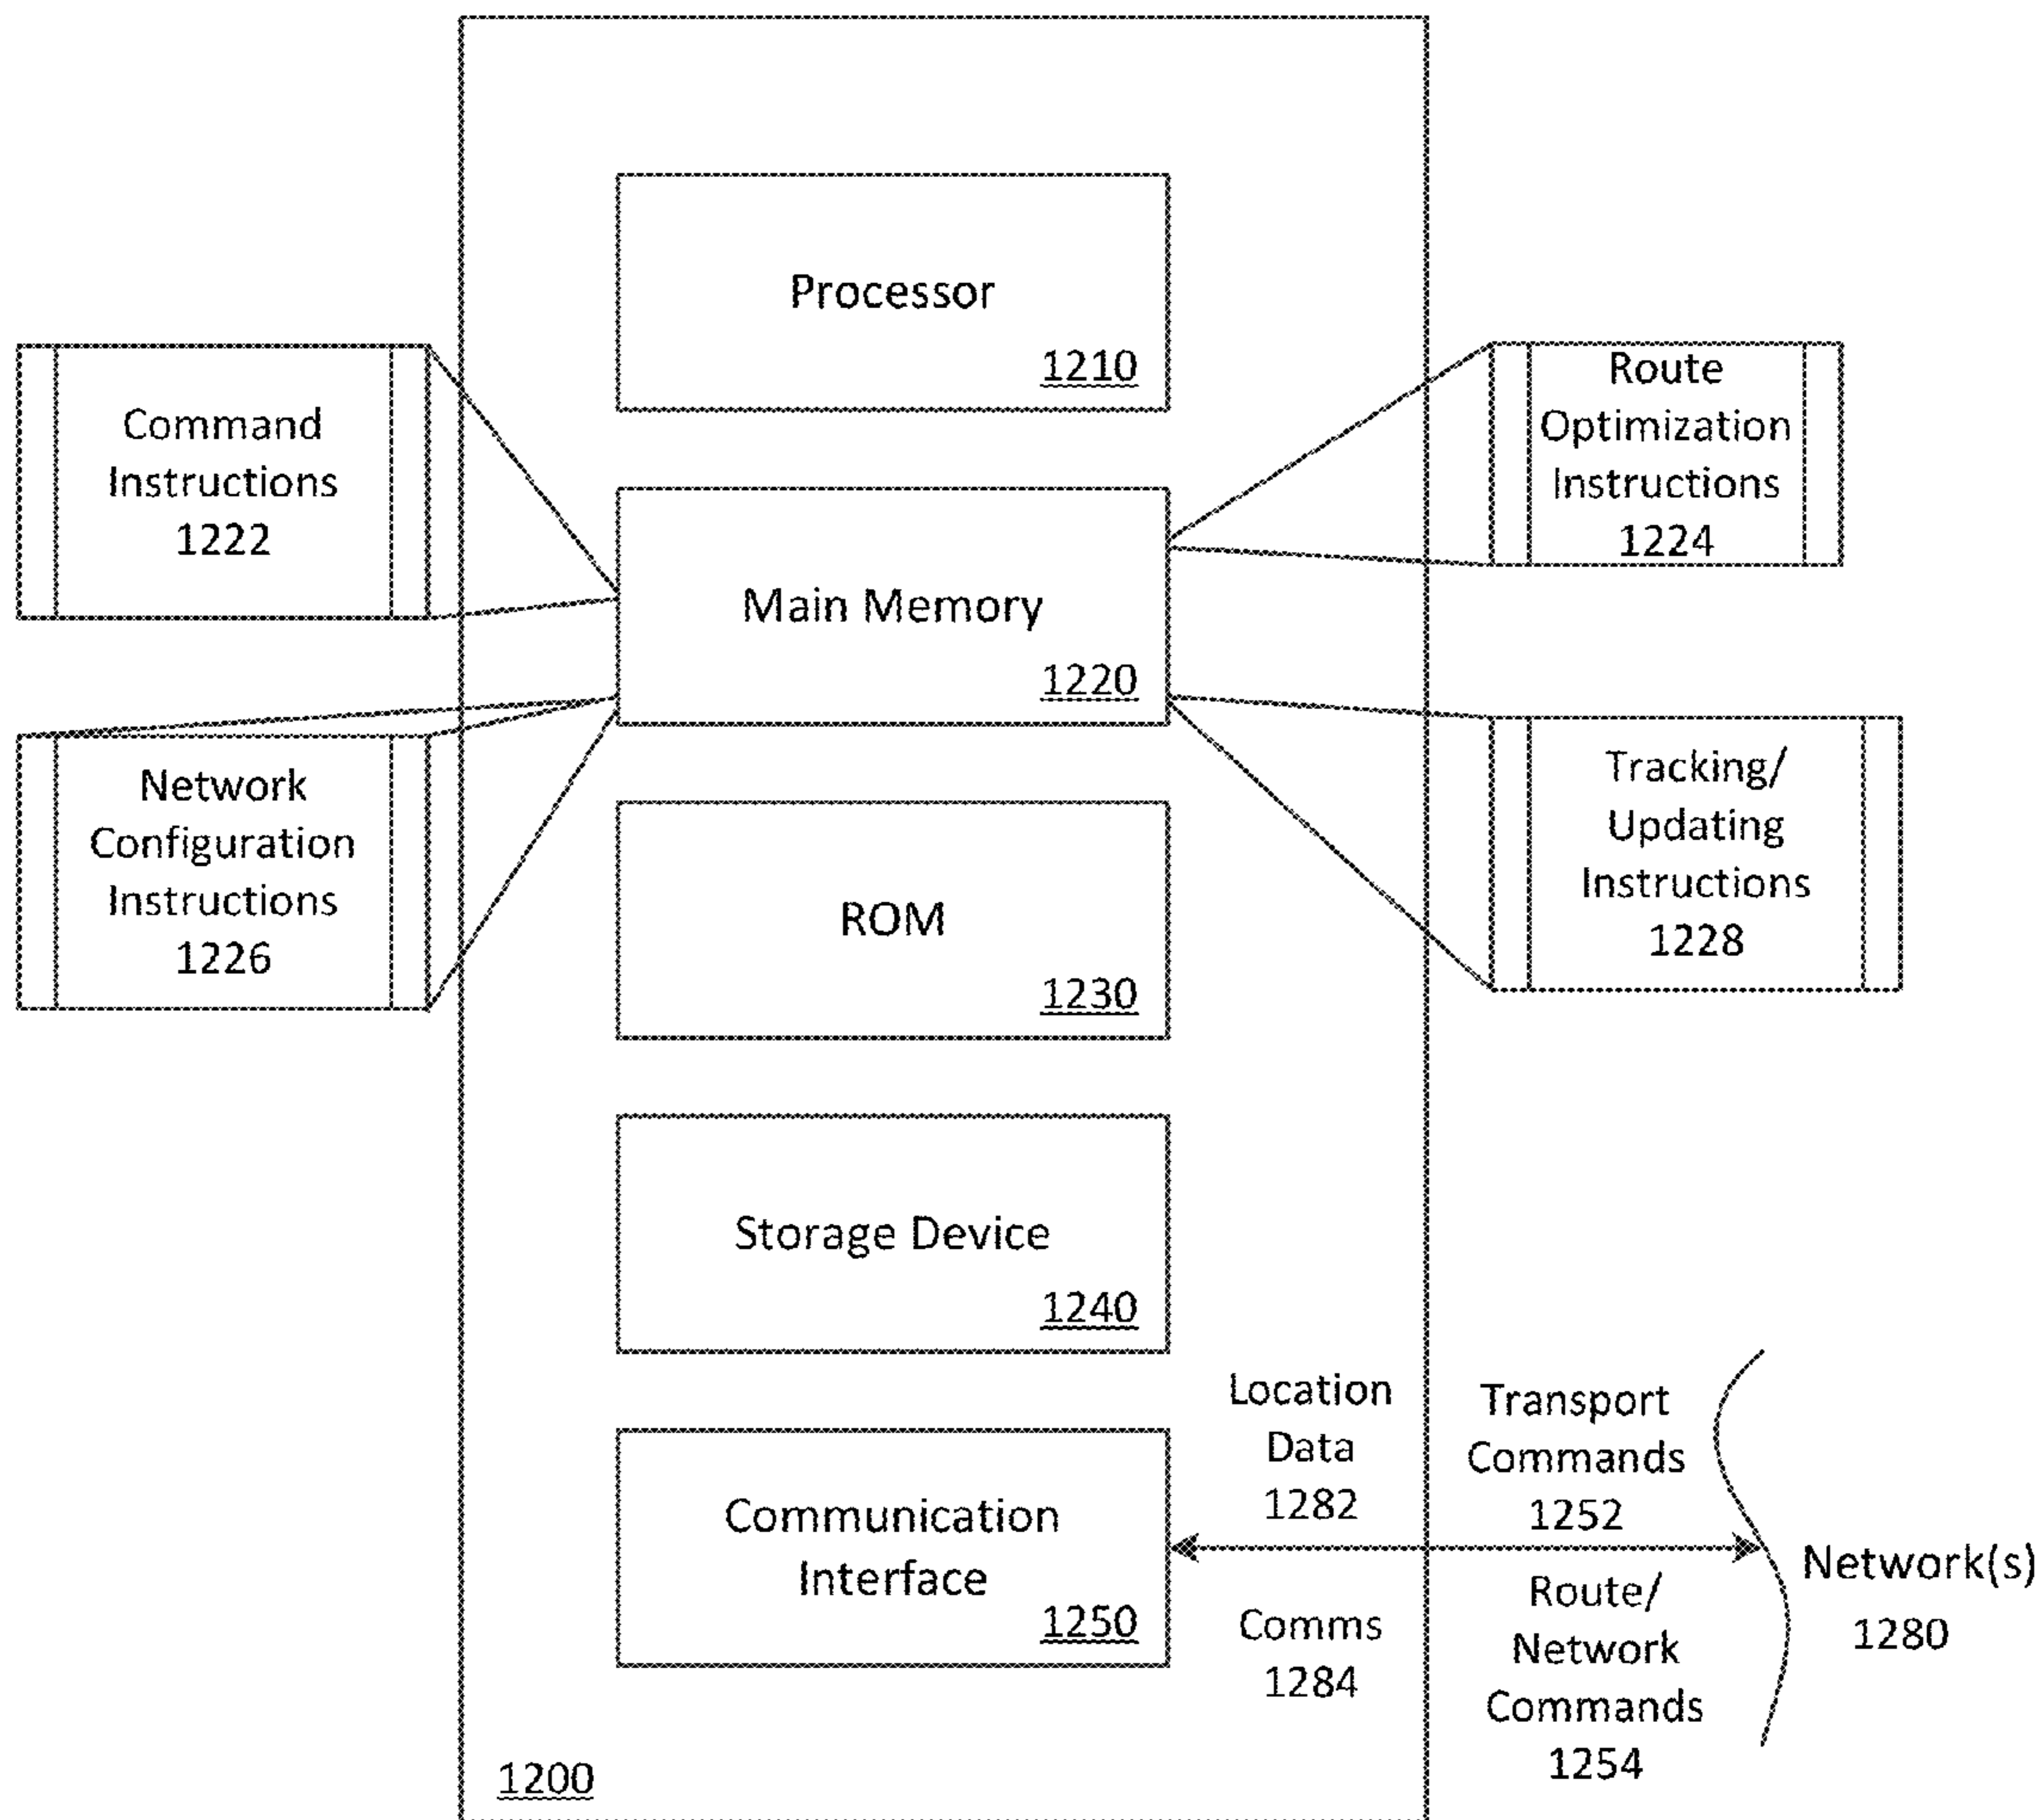 Processor
1210
Command
Instructions
1222
Route
Optimization
Instructions
1224
Main Memory
1220
Network
Configuration
Instructions
1226
Tracking/
Updating
Instructions
1228
ROM
1230
Storage Device
1240
Communication
Interface
1250
Location
Data
1282
Comms
1284
Transport
Commands
1252
Route/
Network
Commands
1254
Network(s)
1280
1200